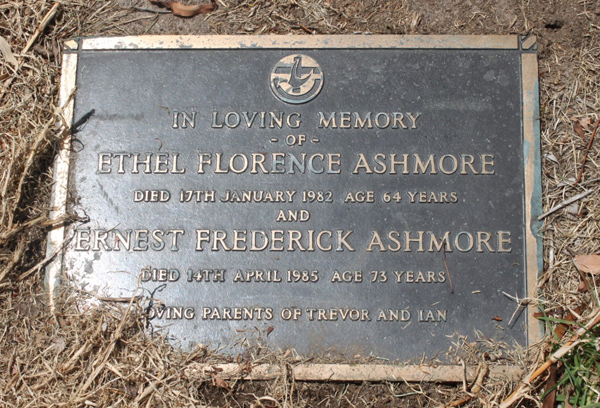 IN LOVING MEMORY
- OF -
ETHEL FLORENCE ASHMORE
DIED 17TH JANUARY 1982 AGE 64 YEARS
AND
ERNEST FREDERICK ASHMORE
DIED 14TH APRIL 1985 AGE 73 YEARS
LOVING PARENTS OF TREVOR AND IAN